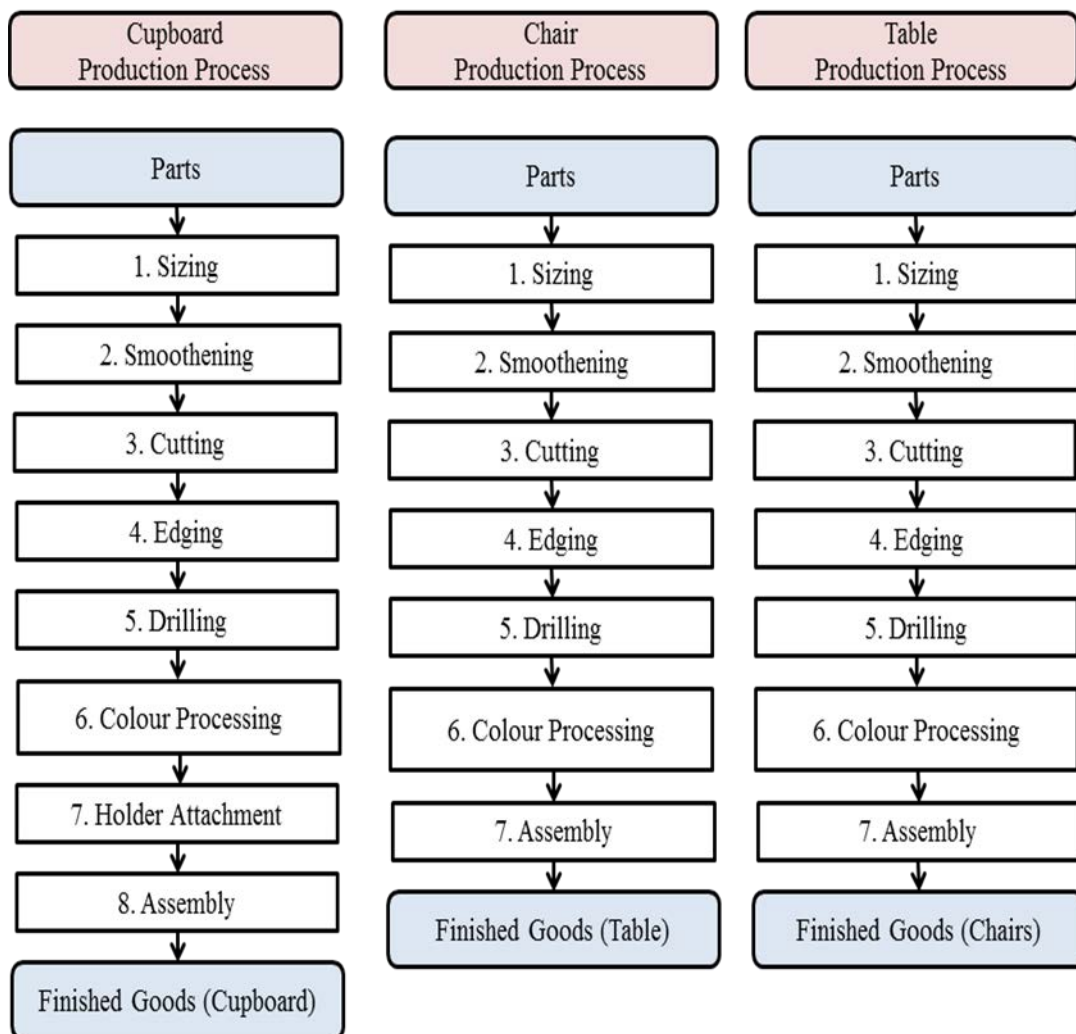 Cupboard
Production Process
Parts
1. Sizing
2. Smoothening
3. Cutting
4. Edging
5. Drilling
6. Colour Processing
7. Holder Attachment
8. Assembly
Finished Goods (Cupboard)
Chair
Production Process
Parts
1. Sizing
2. Smoothening
3. Cutting
4. Edging
5. Drilling
6. Colour Processing
7. Assembly
Finished Goods (Table)
Table
Production Process
Parts
1. Sizing
2. Smoothening
3. Cutting
4. Edging
5. Drilling
6. Colour Processing
7. Assembly
Finished Goods (Chairs)